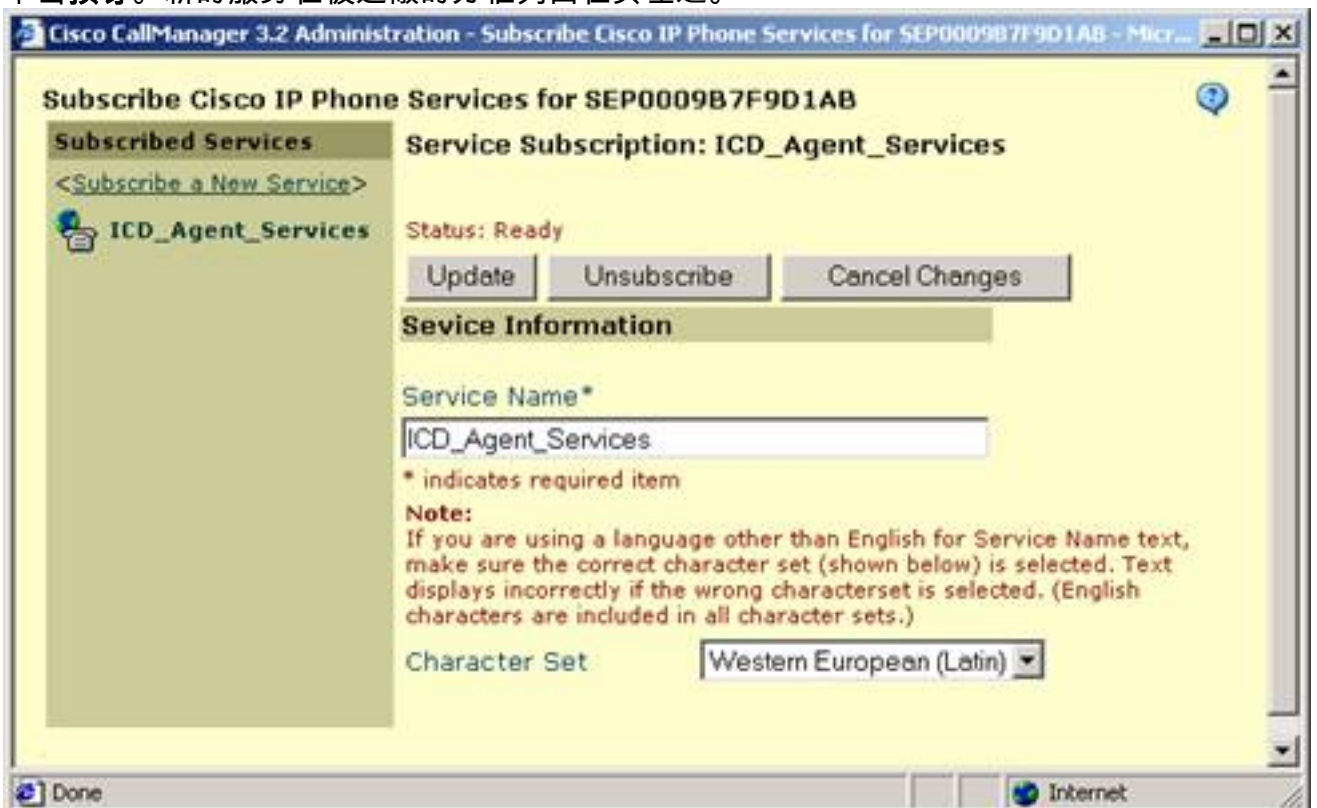 Cisco CallManager 3.2 Administration - Subscribe Cisco IP Phone Services for SEP0009B7F9D1AB - Micr...
Subscribe Cisco IP Phone Services for SEP0009B7F9D1AB
Subscribed Services
<Subscribe a New Service>
ICD_Agent_Services
Service Subscription: ICD_Agent_Services
Status: Ready
Update Unsubscribe Cancel Changes
Sevice Information
Service Name*
ICD_Agent_Services
* indicates required item
Note:
If you are using a language other than English for Service Name text,
make sure the correct character set (shown below) is selected. Text
displays incorrectly if the wrong characterset is selected. (English
characters are included in all character sets.)
Character Set Western European (Latin)
Done Internet